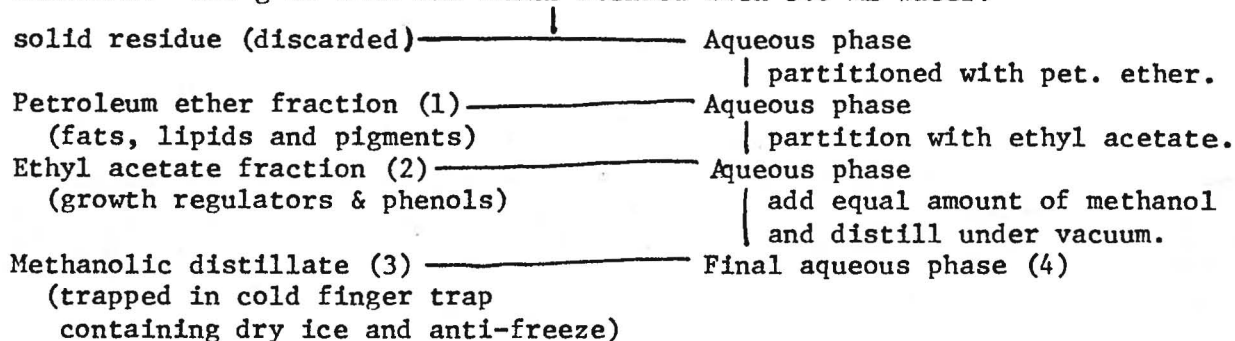 solid residue (discarded) Aqueous phase
partitioned with pet. ether.
Petroleum ether fraction (1) Aqueous phase
(fats, lipids and pigments) partition with ethyl acetate.
Ethyl acetate fraction (2) Aqueous phase
(growth regulators & phenols) add equal amount of methanol
and distill under vacuum.
Methanolic distillate (3) Final aqueous phase (4)
(trapped in cold finger trap
containing dry ice and anti-freeze)